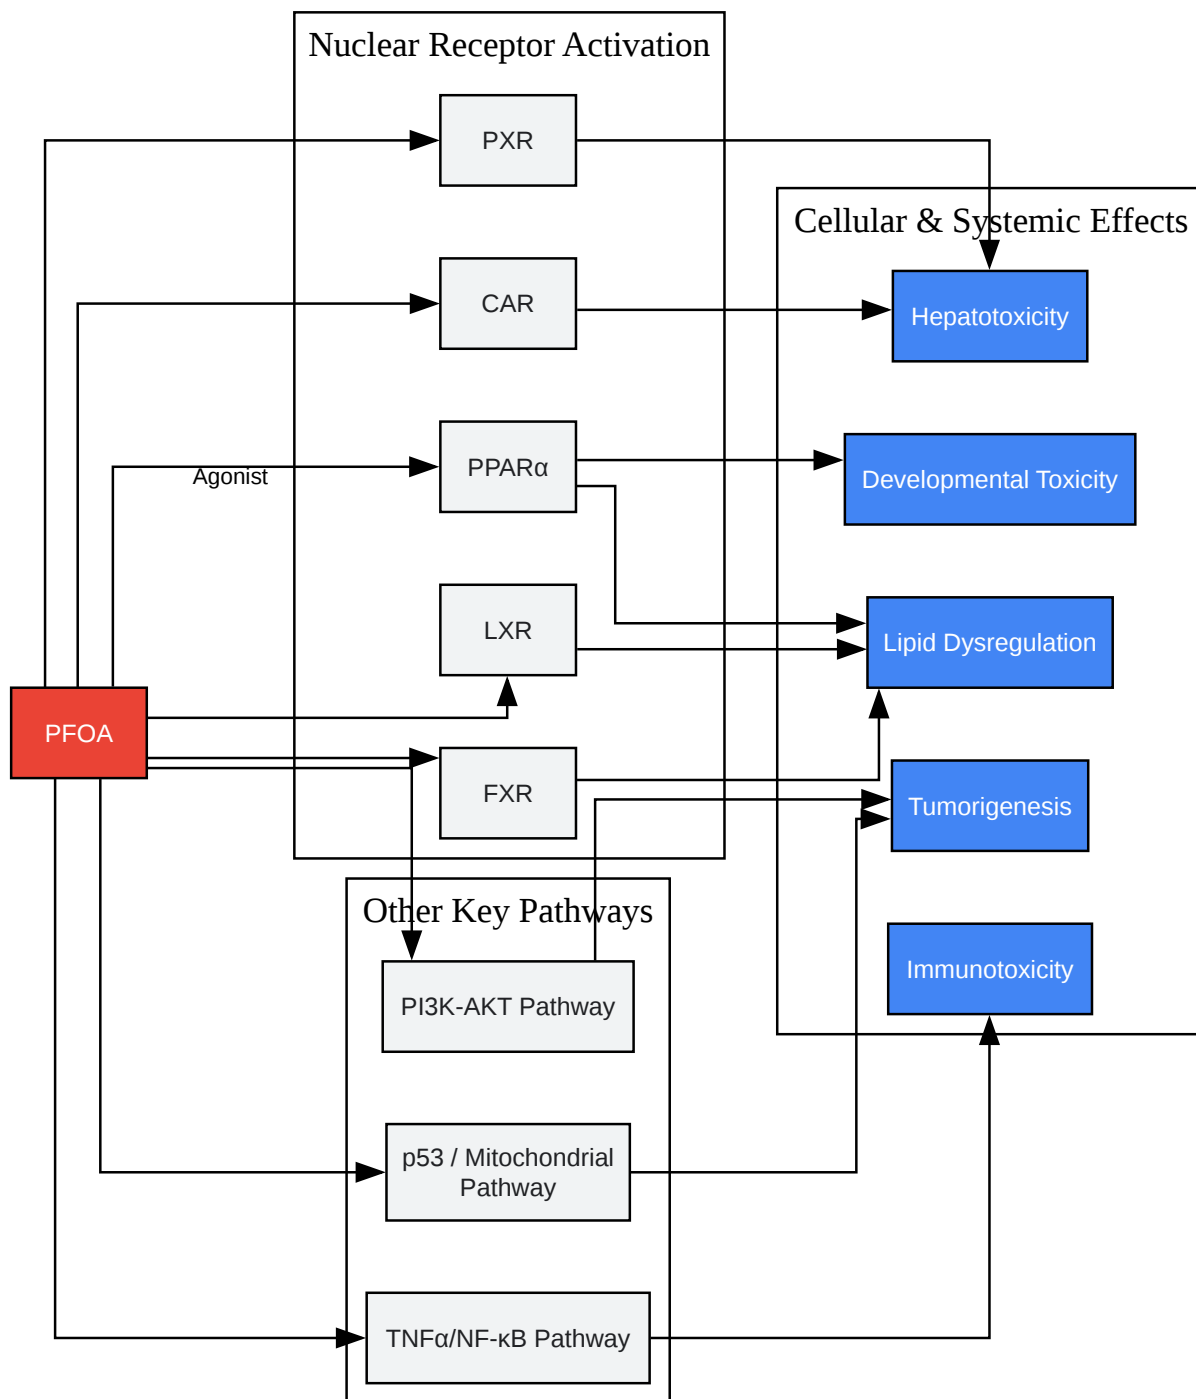 Nuclear Receptor Activation
PXR
Cellular & Systemic Effects
CAR
Hepatotoxicity
Agonist
PPARα
Developmental Toxicity
LXR
Lipid Dysregulation
PFOA
FXR
Tumorigenesis
Other Key Pathways
Immunotoxicity
PI3K-AKT Pathway
p53 / Mitochondrial
Pathway
TNFα/NF-κB Pathway